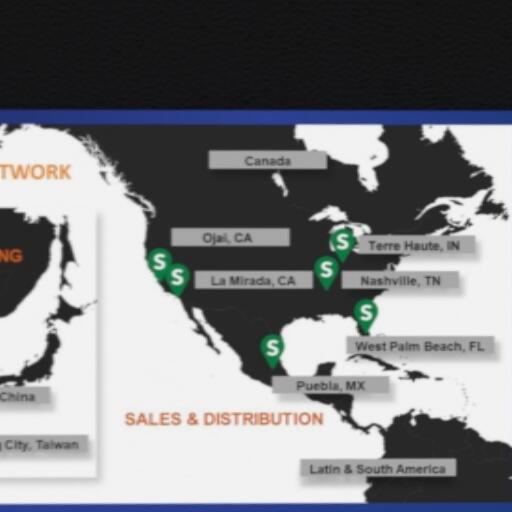 TWORK
Canada
Ojai, CA
S
Terre Haute, IN
NG
S
S
S
La Mirada, CA
Nashville, TN
S
West Palm Beach, FL
S
Puebla, MX
China
SALES & DISTRIBUTION
g City, Taiwan
Latin & South America